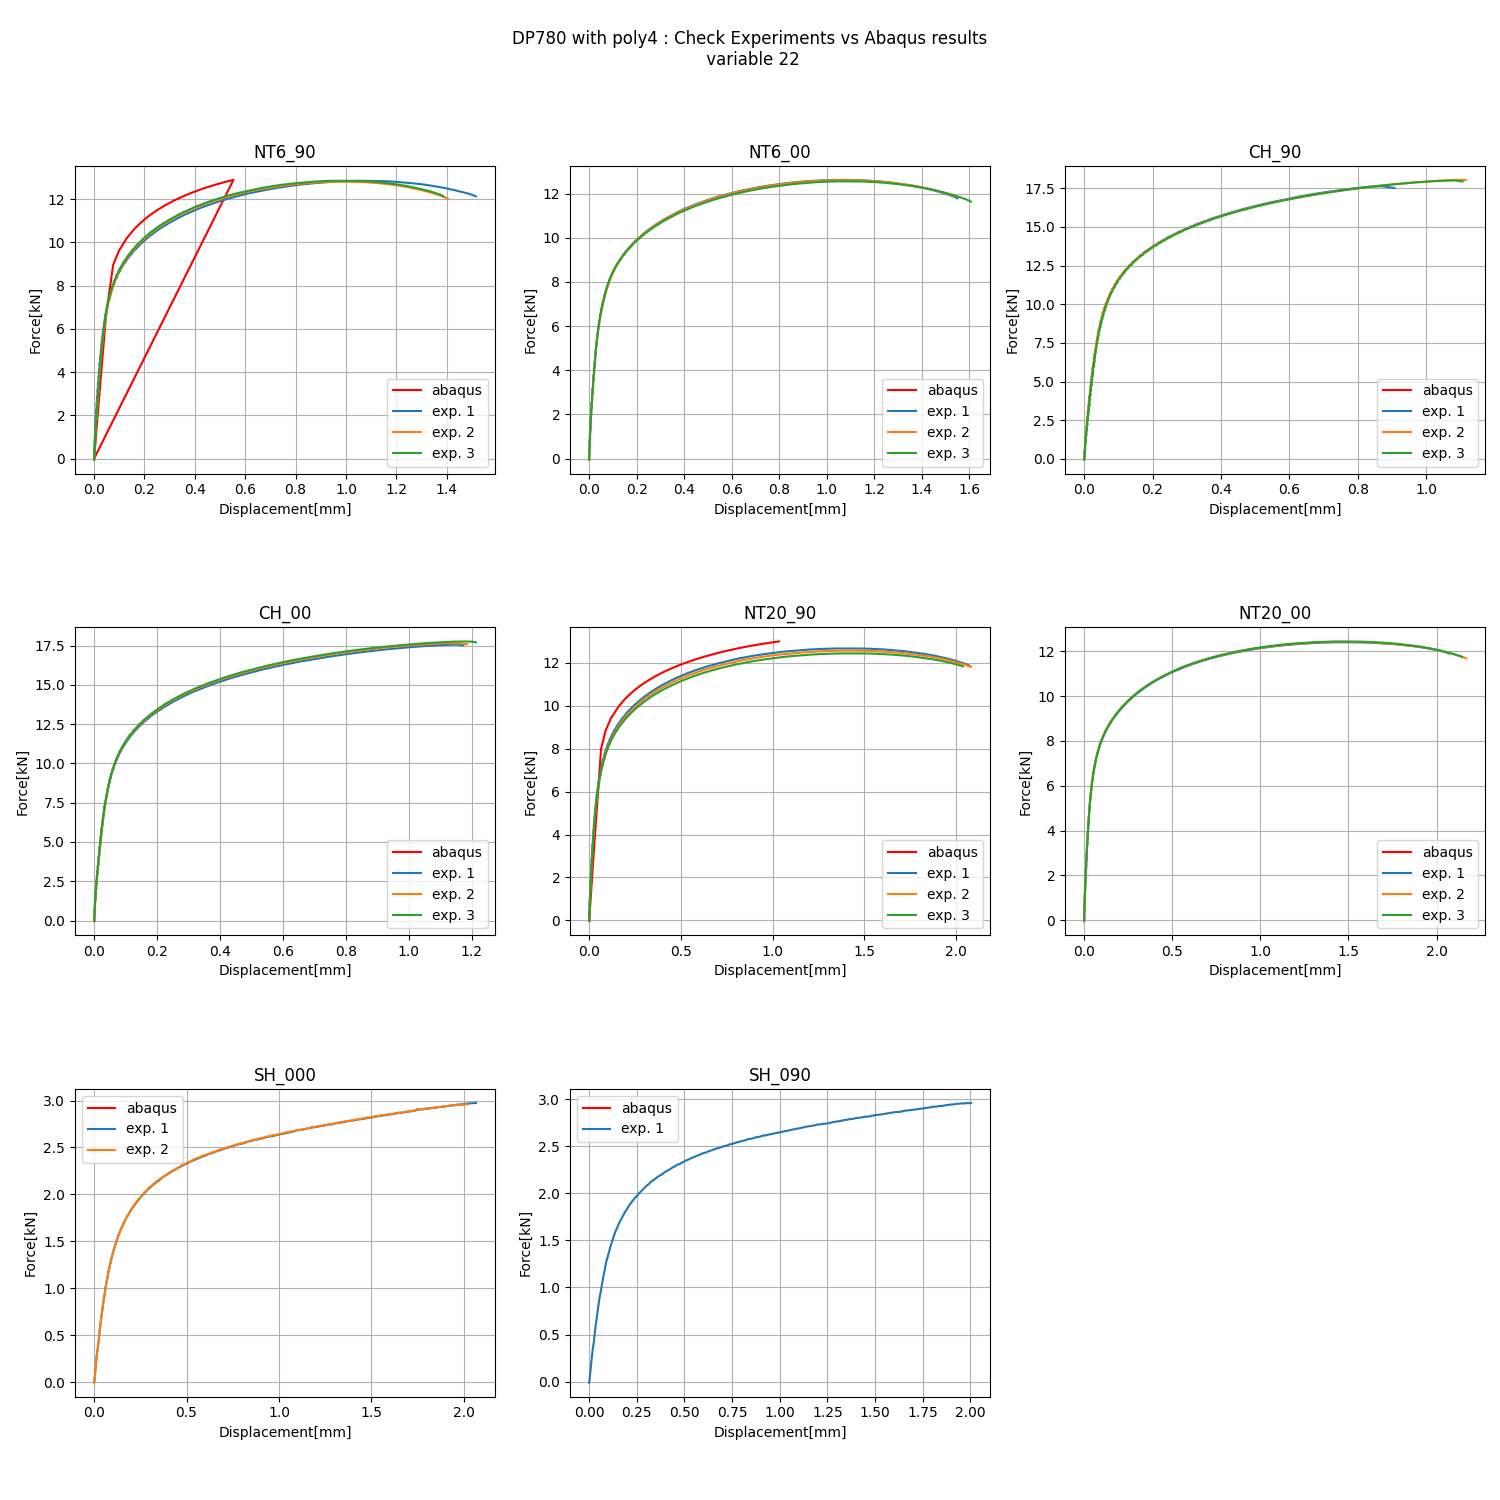 DP780 with poly4 : Check Experiments vs Abaqus results
variable 22
NT6_90
Force[kN]
12
10
8
6
4
2
0
0.0 0.2 0.4 0.6 0.8 1.0 1.2 1.4
Displacement[mm]
abaqus
exp. 1
exp. 2
exp. 3
NT6_00
Force[kN]
12
10
8
6
4
2
0
0.0 0.2 0.4 0.6 0.8 1.0 1.2 1.4 1.6
Displacement[mm]
abaqus
exp. 1
exp. 2
exp. 3
CH_90
Force[kN]
17.5
15.0
12.5
10.0
7.5
5.0
2.5
0.0
0.0 0.2 0.4 0.6 0.8 1.0
Displacement[mm]
abaqus
exp. 1
exp. 2
exp. 3
CH_00
Force[kN]
17.5
15.0
12.5
10.0
7.5
5.0
2.5
0.0
0.0 0.2 0.4 0.6 0.8 1.0 1.2
Displacement[mm]
abaqus
exp. 1
exp. 2
exp. 3
NT20_90
Force[kN]
12
10
8
6
4
2
0
0.0 0.5 1.0 1.5 2.0
Displacement[mm]
abaqus
exp. 1
exp. 2
exp. 3
NT20_00
Force[kN]
12
10
8
6
4
2
0
0.0 0.5 1.0 1.5 2.0
Displacement[mm]
abaqus
exp. 1
exp. 2
exp. 3
SH_000
Force[kN]
3.0
2.5
2.0
1.5
1.0
0.5
0.0
0.0 0.5 1.0 1.5 2.0
Displacement[mm]
abaqus
exp. 1
exp. 2
SH_090
Force[kN]
3.0
2.5
2.0
1.5
1.0
0.5
0.0
0.00 0.25 0.50 0.75 1.00 1.25 1.50 1.75 2.00
Displacement[mm]
abaqus
exp. 1